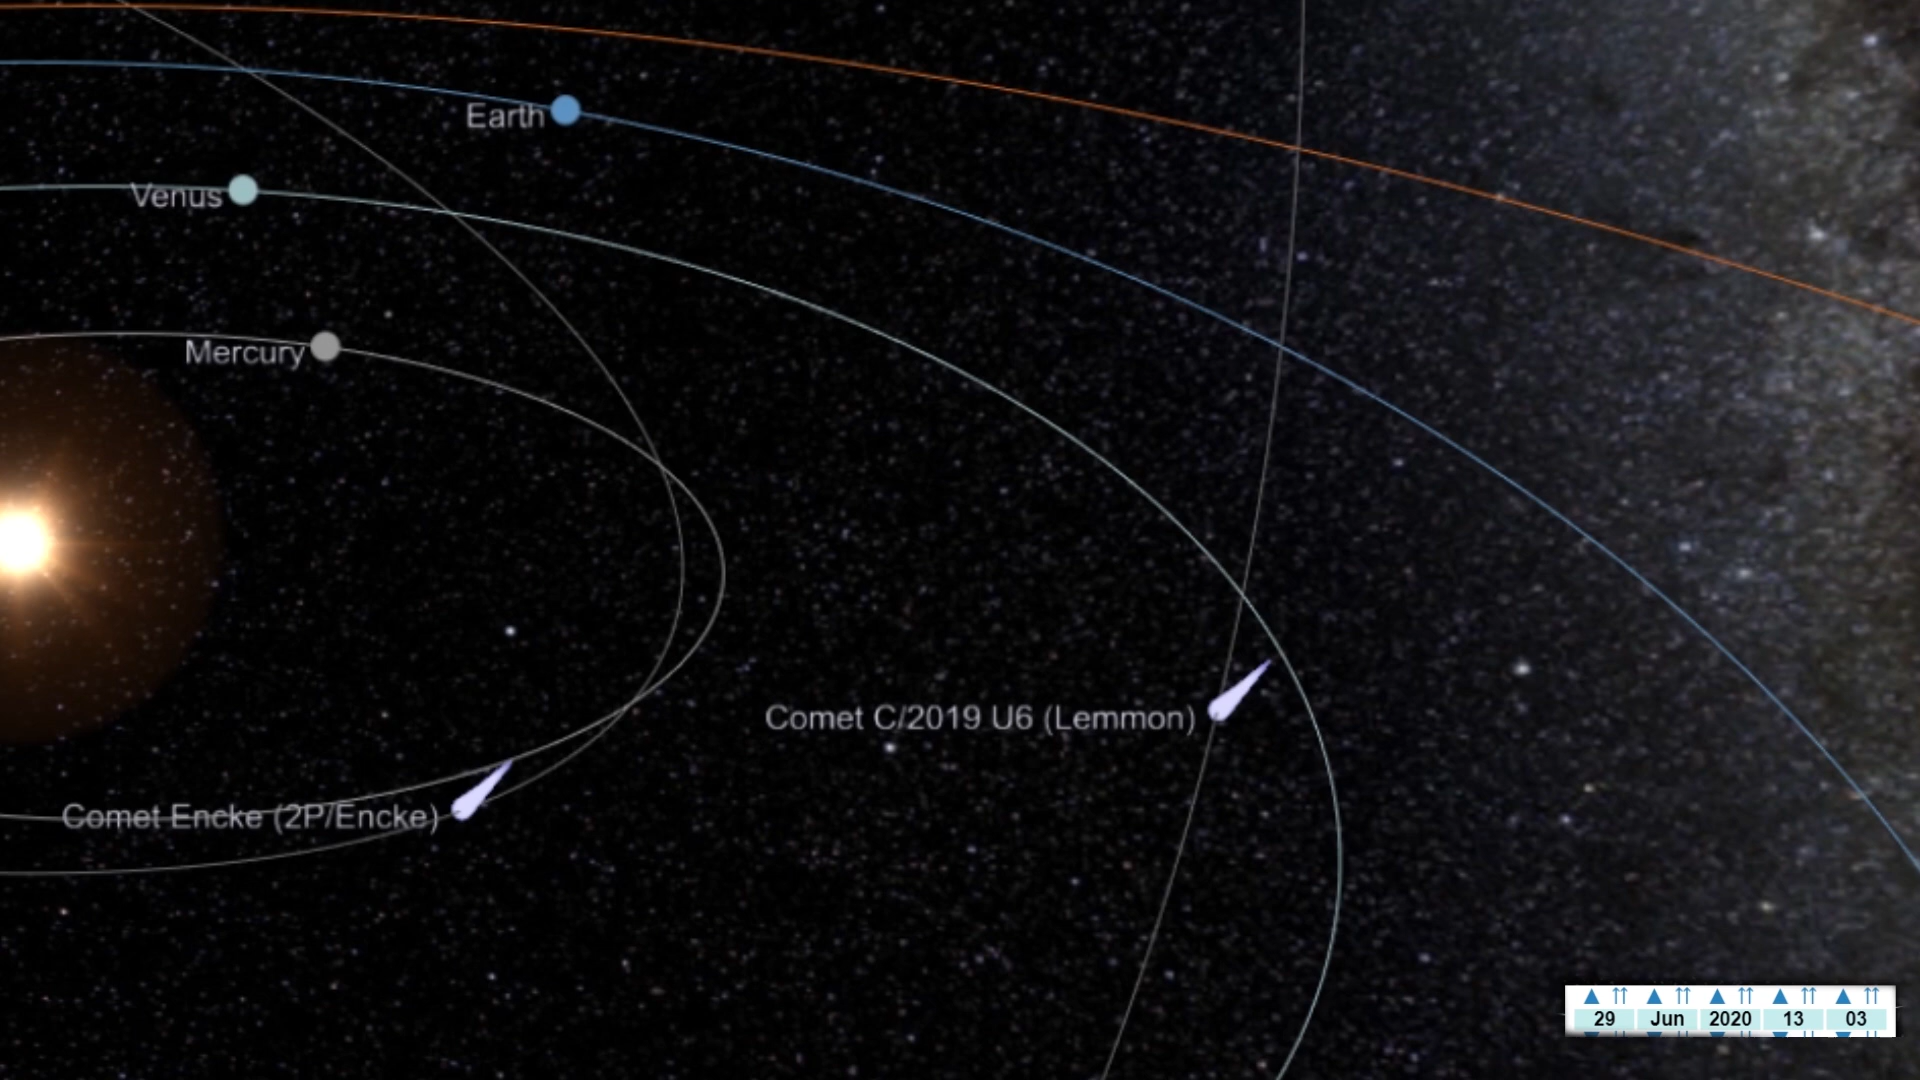 Earth
Venus
Mercury
Comet C/2019 U6 (Lemmon)
Comet Encke (2P/Encke)
29 Jun 2020 13 03